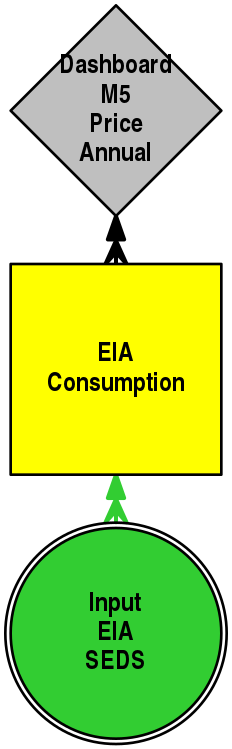 Dashboard
M5
Price
Annual
EIA
Consumption
Input
EIA
SEDS